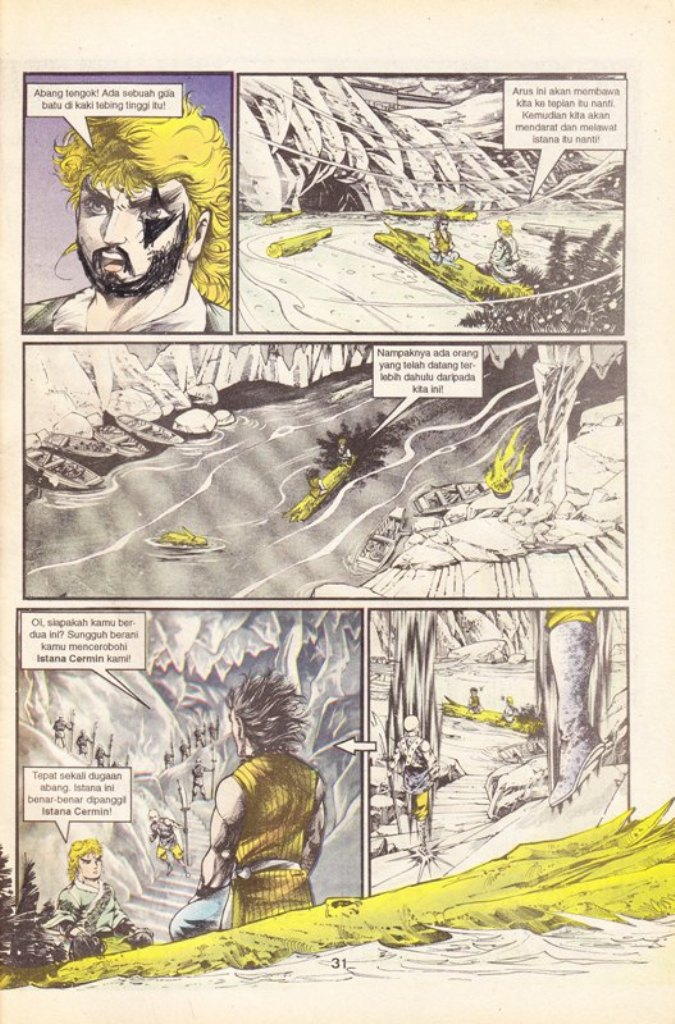 Abang tengok! Ada sebuah gua
batu di kaki tebing tinggi itu!
Arus ini akan membawa
kita ke tepian itu nanti.
Kemudian kita akan
mendarat dan melawat
istana itu nanti!
Nampaknya ada orang
yang telah datang ter-
lebih dahulu daripada
kita ini!
Oi, siapakah kamu ber-
dua ini? Sungguh berani
kamu mencerobohi
Istana Cermin kami!
Tepat sekali dugaan
abang. Istana ini
benar-benar dipanggil
Istana Cermin!
31